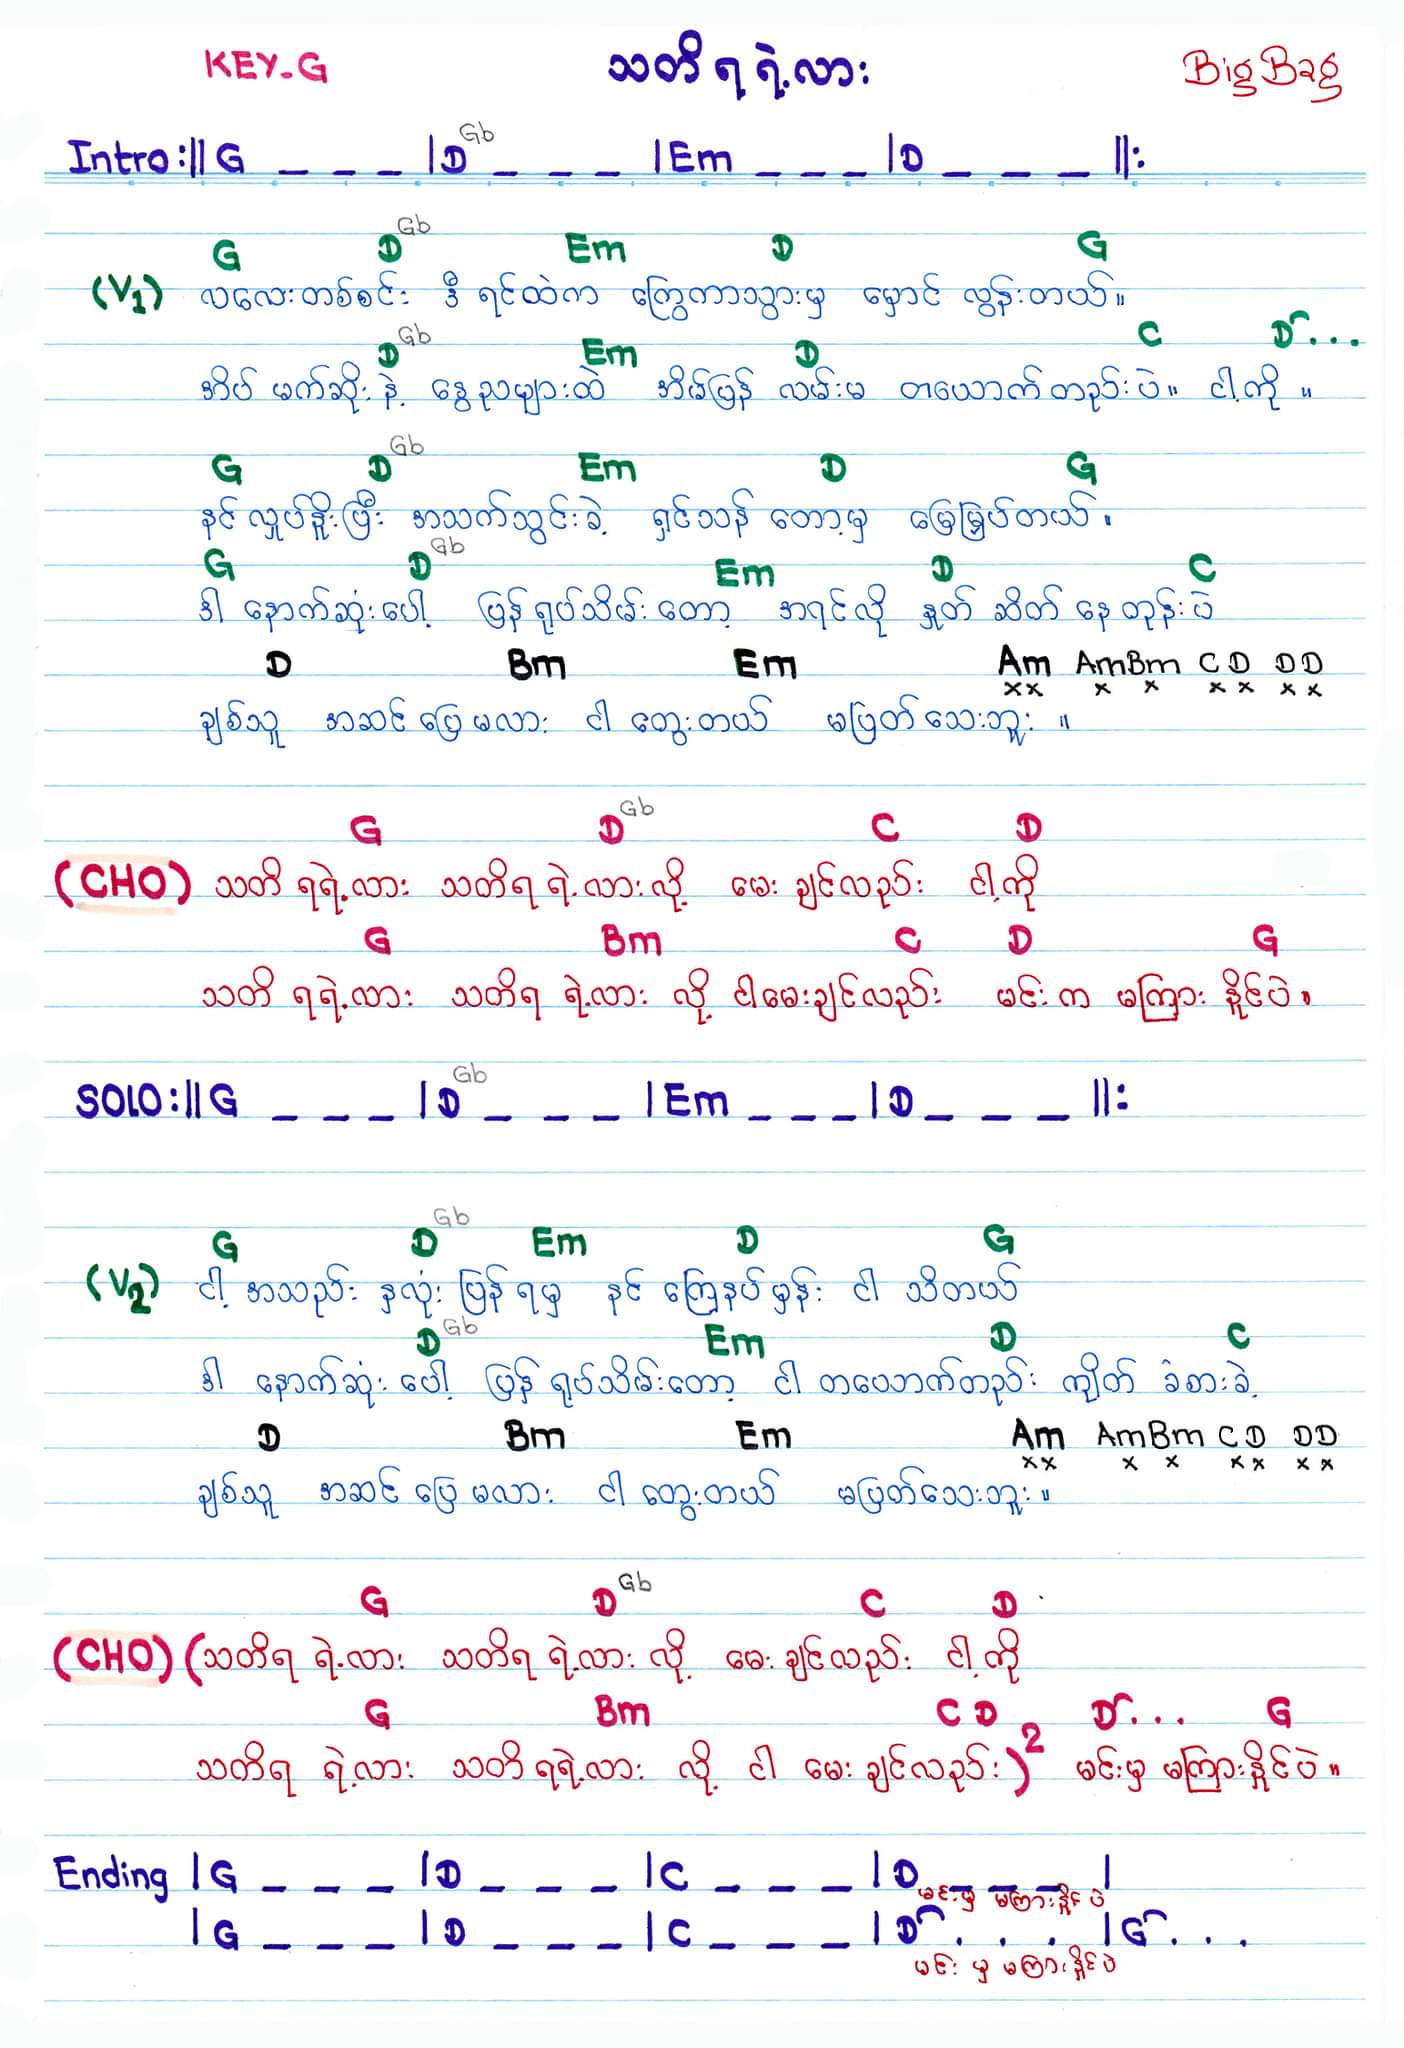 KEY.G သတိ ရ ရဲ့လား BigBag
Intro :|| G _ _ _ | D Gb _ _ _ | Em _ _ _ | D _ _ _ ||:
G D Gb Em D G
(V1) လလေးတစ်စင်း ဒီ ရင်ထဲက ကြွေကာသွားမှ မှောင် လွန်းတယ်။
D Gb Em D C D...
အိပ် မက်ဆိုး နဲ့ နွေညများထဲ အိမ်ပြန် လမ်းမ တယောက်တည်းပဲ။ ငါ့ကို ။
G D Gb Em D G
နင် လှုပ်နှိုးပြီး အသက်သွင်းခဲ့ ရှင်သန် တော့မှ မြှေမြှုပ်တယ်။
G D Gb Em D C
ဒါ နောက်ဆုံးပေါ့ ပြန် ရုပ်သိမ်း တော့ အရင်လို နှုတ် ဆိတ် နေ တုန်းပဲ
D Bm Em Am AmBm C D D D
xx x x x x x x
ချစ်သူ အဆင် ပြေ မလား ငါ တွေးတယ် မပြတ်သေးဘူး ။
G D Gb C D
(CHO) သတိ ရရဲ့လား သတိရ ရဲ့လားလို့ မေး ချင်လည်း ငါ့ကို
G Bm C D G
သတိ ရရဲ့လား သတိရ ရဲ့လား လို့ ငါမေးချင်လည်း မင်းက မကြား နိုင်ပဲ။
SOLO :|| G _ _ _ | D Gb _ _ _ | Em _ _ _ | D _ _ _ ||:
G D Gb Em D G
(V2) ငါ့ အသည်း နှလုံး ပြန် ရမှ နင် ကြေနပ်မှန်း ငါ သိတယ်
D Gb Em D C
ဒါ နောက်ဆုံး ပေါ့ ပြန် ရုပ်သိမ်းတော့ ငါ တယောက်တည်း ကျိတ် ခံစားခဲ့
D Bm Em Am AmBm C D D D
xx x x x x x x
ချစ်သူ အဆင် ပြေ မလား ငါ တွေးတယ် မပြတ်သေးဘူး ။
G D Gb C D
(CHO) (သတိရ ရဲ့လား သတိရ ရဲ့လား လို့ မေး ချင်လည်း ငါ့ကို
G Bm C D D... G
သတိရ ရဲ့လား သတိ ရရဲ့လား လို့ ငါ မေး ချင်လည်း)2 မင်းမှ မကြားနိုင်ပဲ။
Ending | G _ _ _ | D _ _ _ | C _ _ _ | D _ _ _ |
မင်းမှ မကြားနိုင် ပဲ
| G _ _ _ | D _ _ _ | C _ _ _ | D . . . | G . . .
မင်း မှ မကြားနိုင်ပဲ